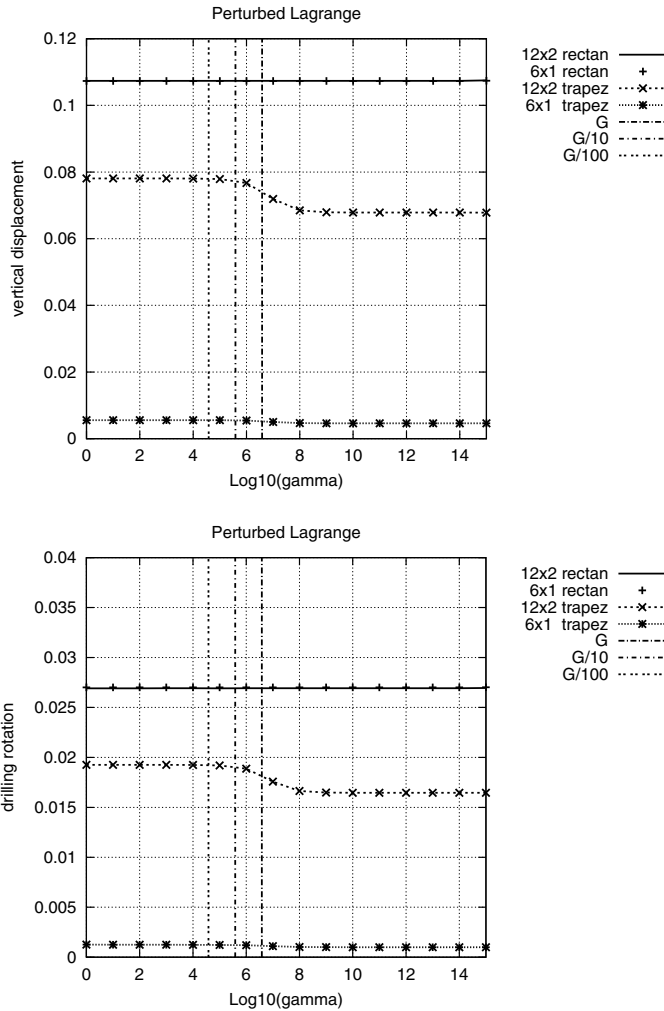 Perturbed Lagrange
0.12
0.1
0.08
0.06
0.04
0.02
0
vertical displacement
0 2 4 6 8 10 12 14
Log10(gamma)
12x2 rectan
6x1 rectan
12x2 trapez
6x1 trapez
G
G/10
G/100
Perturbed Lagrange
0.04
0.035
0.03
0.025
0.02
0.015
0.01
0.005
0
drilling rotation
0 2 4 6 8 10 12 14
Log10(gamma)
12x2 rectan
6x1 rectan
12x2 trapez
6x1 trapez
G
G/10
G/100